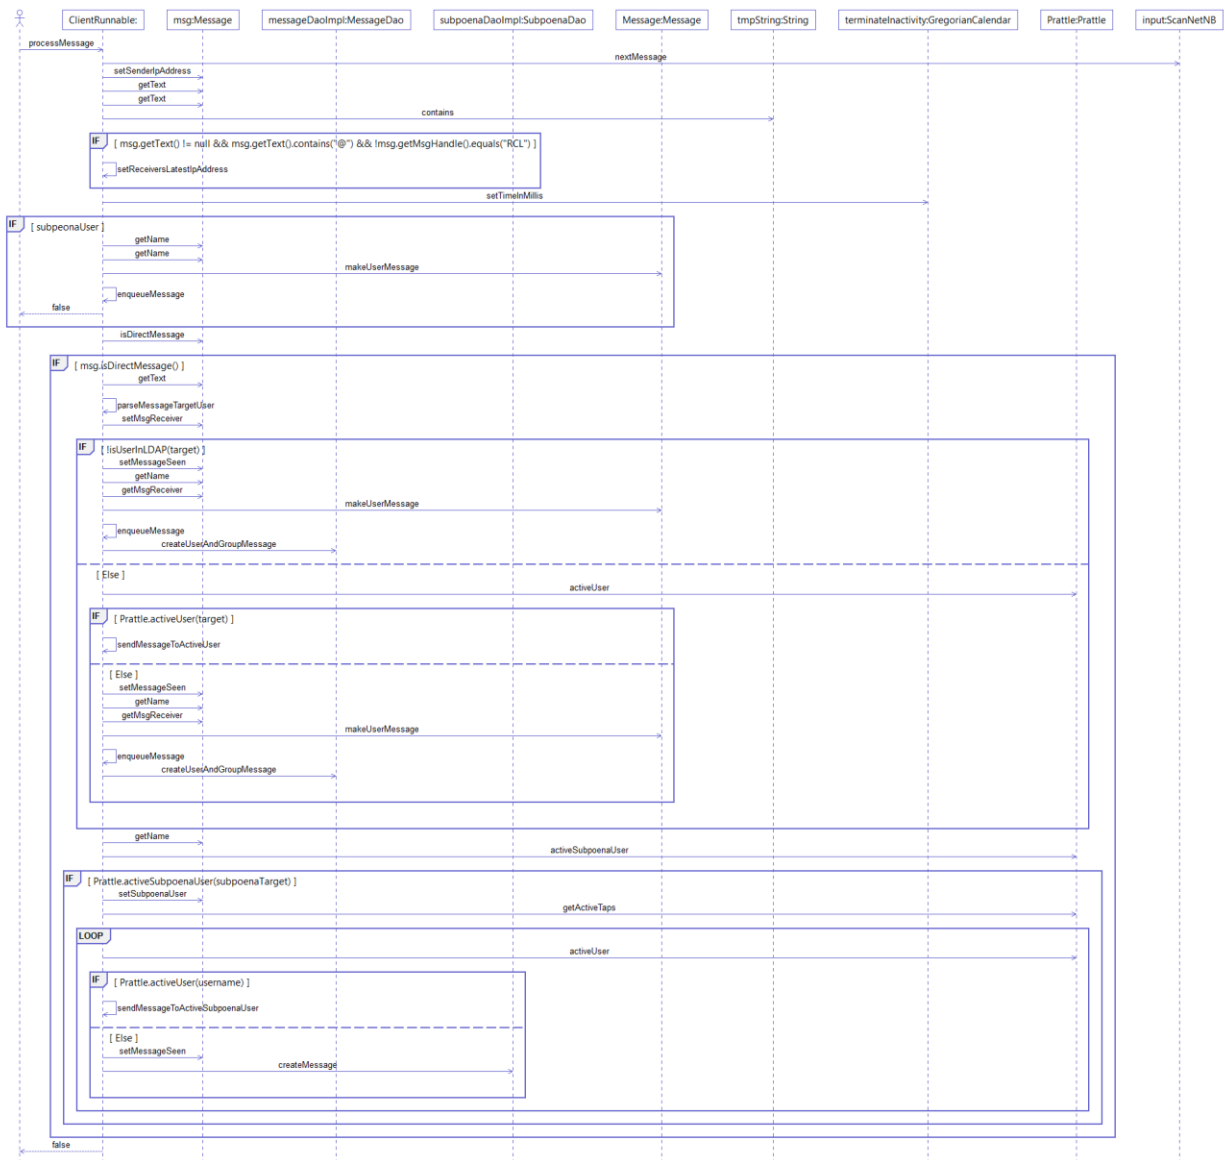 ClientRunnable: msg:Message messageDaoImpl:MessageDao subpoenaDaoImpl:SubpoenaDao Message:Message tmpString:String terminateInactivity:GregorianCalendar Prattle:Prattle input:ScanNetNB
processMessage
nextMessage
setSenderIpAddress
getText
getText
contains
IF [ msg.getText() != null && msg.getText().contains("@") && !msg.getMsgHandle().equals("RCL") ]
setReceiversLatestIpAddress
setTimeInMillis
IF [ subpeonaUser ]
getName
getName
makeUserMessage
enqueueMessage
false
isDirectMessage
IF [ msg.isDirectMessage() ]
getText
parseMessageTargetUser
setMsgReceiver
IF [ !isUserInLDAP(target) ]
setMessageSeen
getName
getMsgReceiver
makeUserMessage
enqueueMessage
createUserAndGroupMessage
[ Else ]
activeUser
IF [ Prattle.activeUser(target) ]
sendMessageToActiveUser
[ Else ]
setMessageSeen
getName
getMsgReceiver
makeUserMessage
enqueueMessage
createUserAndGroupMessage
getName
activeSubpoenaUser
IF [ Prattle.activeSubpoenaUser(subpoenaTarget) ]
setSubpoenaUser
getActiveTaps
LOOP
activeUser
IF [ Prattle.activeUser(username) ]
sendMessageToActiveSubpoenaUser
[ Else ]
setMessageSeen
createMessage
false